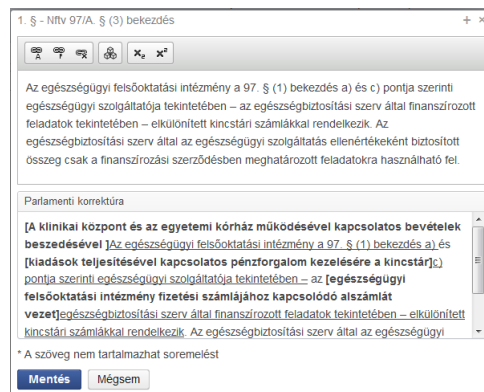 1. § - Nftv 97/A. § (3) bekezdés
A F X X₂ X²
Az egészségügyi felsőoktatási intézmény a 97. § (1) bekezdés a) és c) pontja szerinti
egészségügyi szolgáltatója tekintetében – az egészségbiztosítási szerv által finanszírozott
feladatok tekintetében – elkülönített kincstári számlákkal rendelkezik. Az
egészségbiztosítási szerv által az egészségügyi szolgáltatás ellenértékeként biztosított
összeg csak a finanszírozási szerződésben meghatározott feladatokra használható fel.
Parlamenti korrektúra
[A klinikai központ és az egyetemi kórház működésével kapcsolatos bevételek
beszedésével ]Az egészségügyi felsőoktatási intézmény a 97. § (1) bekezdés a) és
[kiadások teljesítésével kapcsolatos pénzforgalom kezelésére a kincstár]c)
pontja szerinti egészségügyi szolgáltatója tekintetében – az [egészségügyi
felsőoktatási intézmény fizetési számlájához kapcsolódó alszámlát
vezet]egészségbiztosítási szerv által finanszírozott feladatok tekintetében – elkülönített
kincstári számlákkal rendelkezik. Az egészségbiztosítási szerv által az egészségügyi
* A szöveg nem tartalmazhat soremelést
Mentés Mégsem